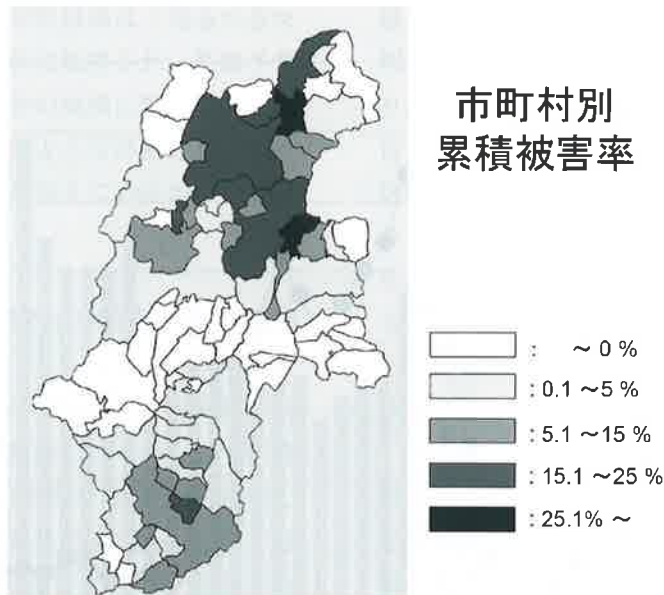 市町村別
累積被害率
: ～0 %
: 0.1 ～5 %
: 5.1 ～15 %
: 15.1 ～25 %
: 25.1% ～